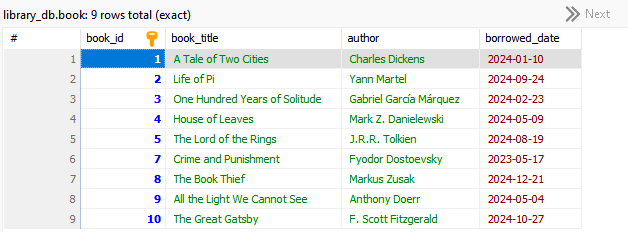 library_db.book: 9 rows total (exact) Next
# book_id book_title author borrowed_date
1 1 A Tale of Two Cities Charles Dickens 2024-01-10
2 2 Life of Pi Yann Martel 2024-09-24
3 3 One Hundred Years of Solitude Gabriel García Márquez 2024-02-23
4 4 House of Leaves Mark Z. Danielewski 2024-05-09
5 5 The Lord of the Rings J.R.R. Tolkien 2024-08-19
6 7 Crime and Punishment Fyodor Dostoevsky 2023-05-17
7 8 The Book Thief Markus Zusak 2024-12-21
8 9 All the Light We Cannot See Anthony Doerr 2024-05-04
9 10 The Great Gatsby F. Scott Fitzgerald 2024-10-27